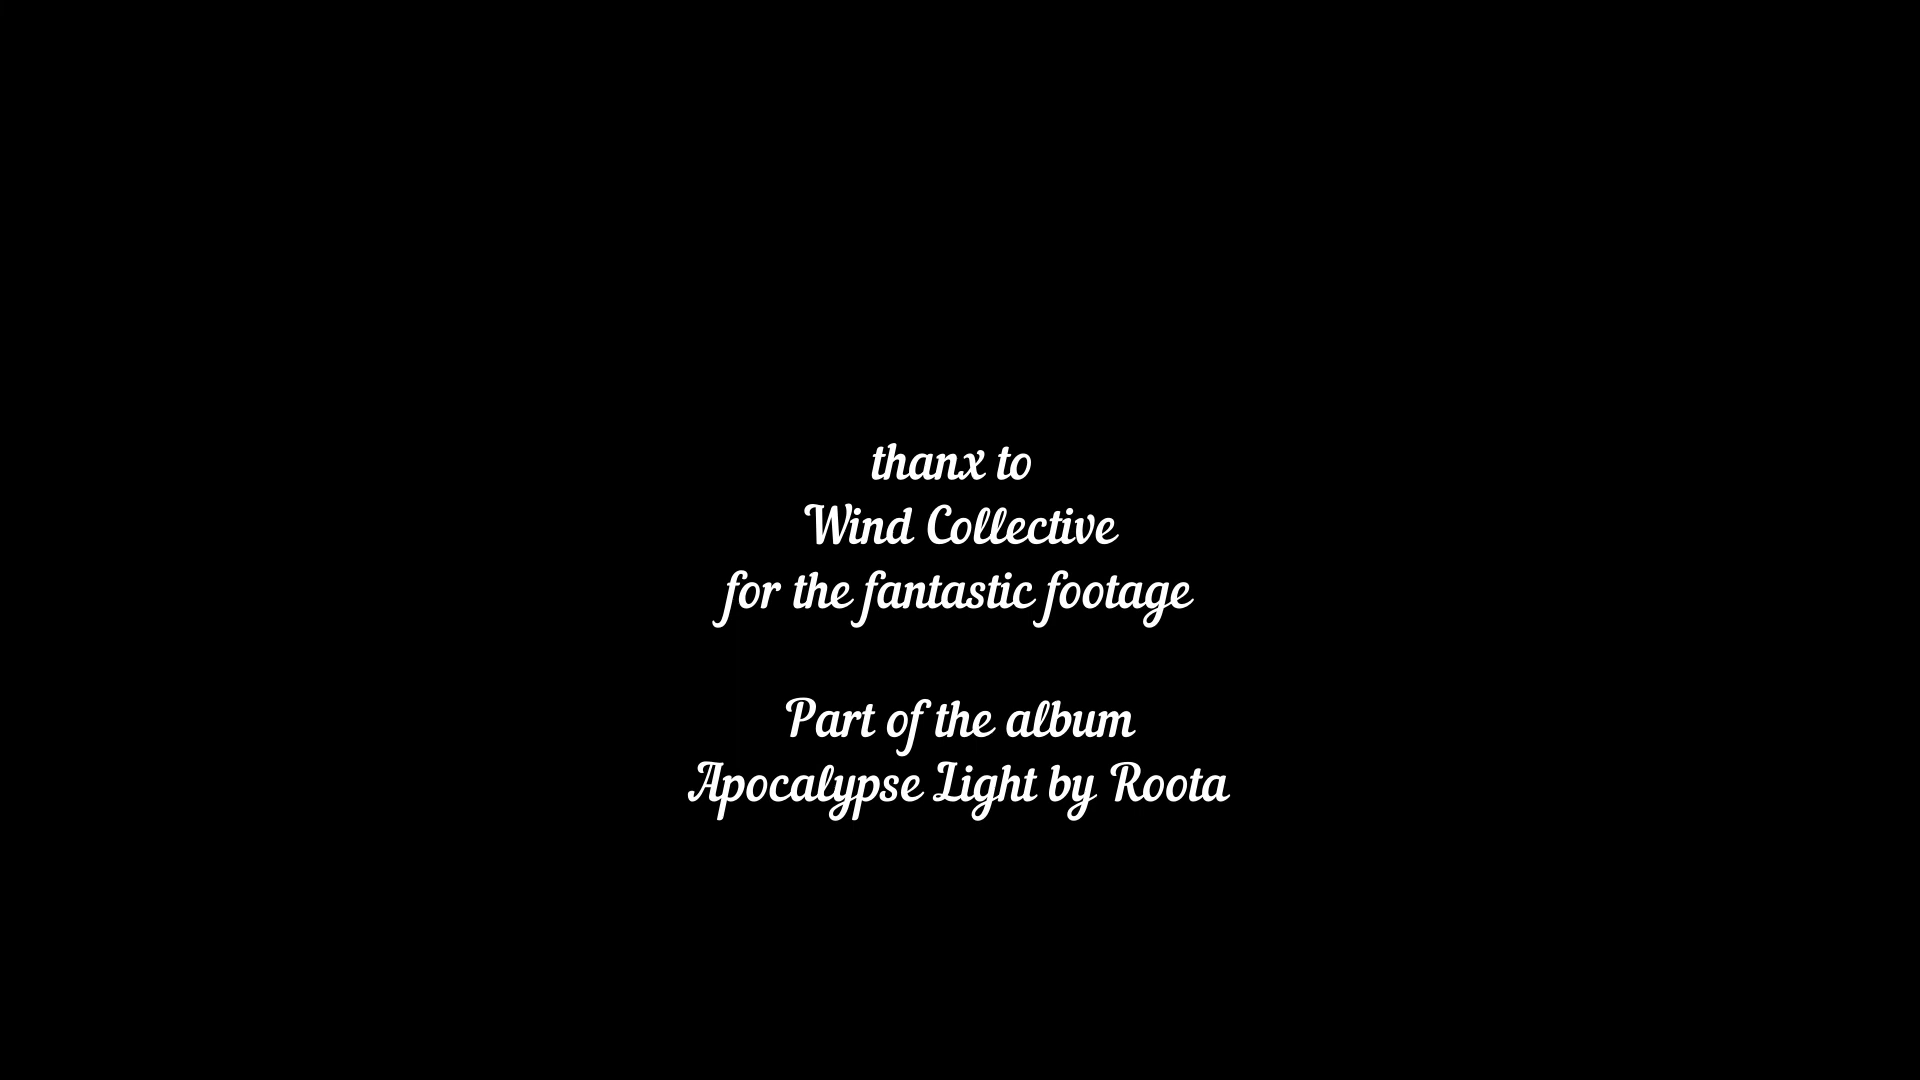 thanx to
Wind Collective
for the fantastic footage
Part of the album
Apocalypse Light by Roota